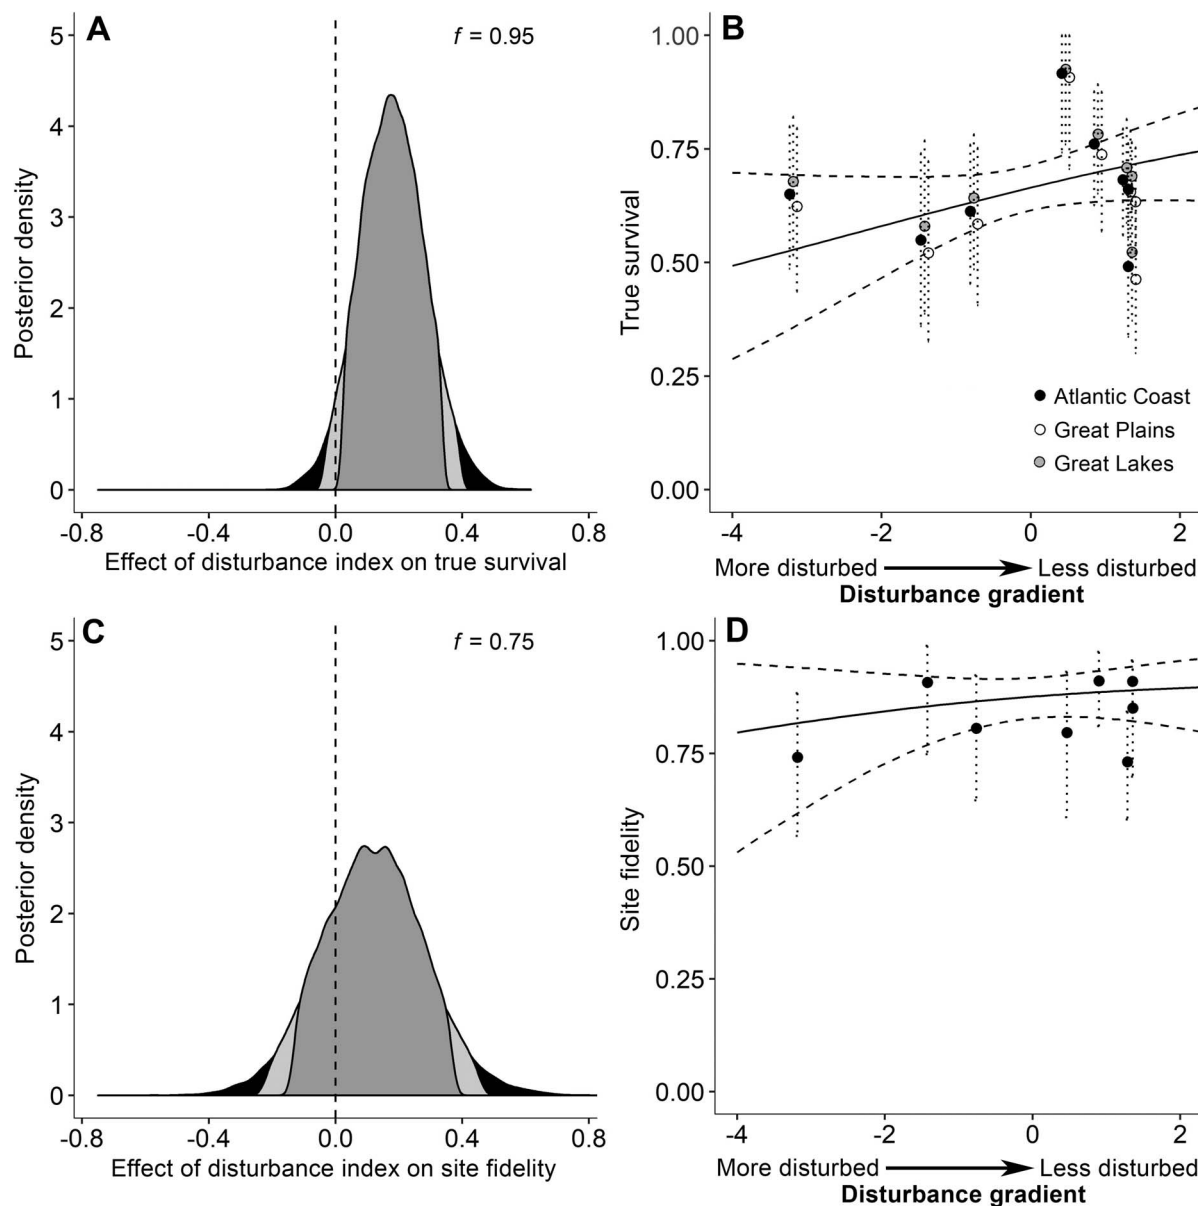 A
f = 0.95
5
4
3
2
1
0
Posterior density
-0.8
-0.4
0.0
0.4
0.8
Effect of disturbance index on true survival
B
1.00
0.75
0.50
0.25
0.00
True survival
Atlantic Coast
Great Plains
Great Lakes
-4
-2
0
2
More disturbed
Less disturbed
Disturbance gradient
C
f = 0.75
5
4
3
2
1
0
Posterior density
-0.8
-0.4
0.0
0.4
0.8
Effect of disturbance index on site fidelity
D
1.00
0.75
0.50
0.25
0.00
Site fidelity
-4
-2
0
2
More disturbed
Less disturbed
Disturbance gradient